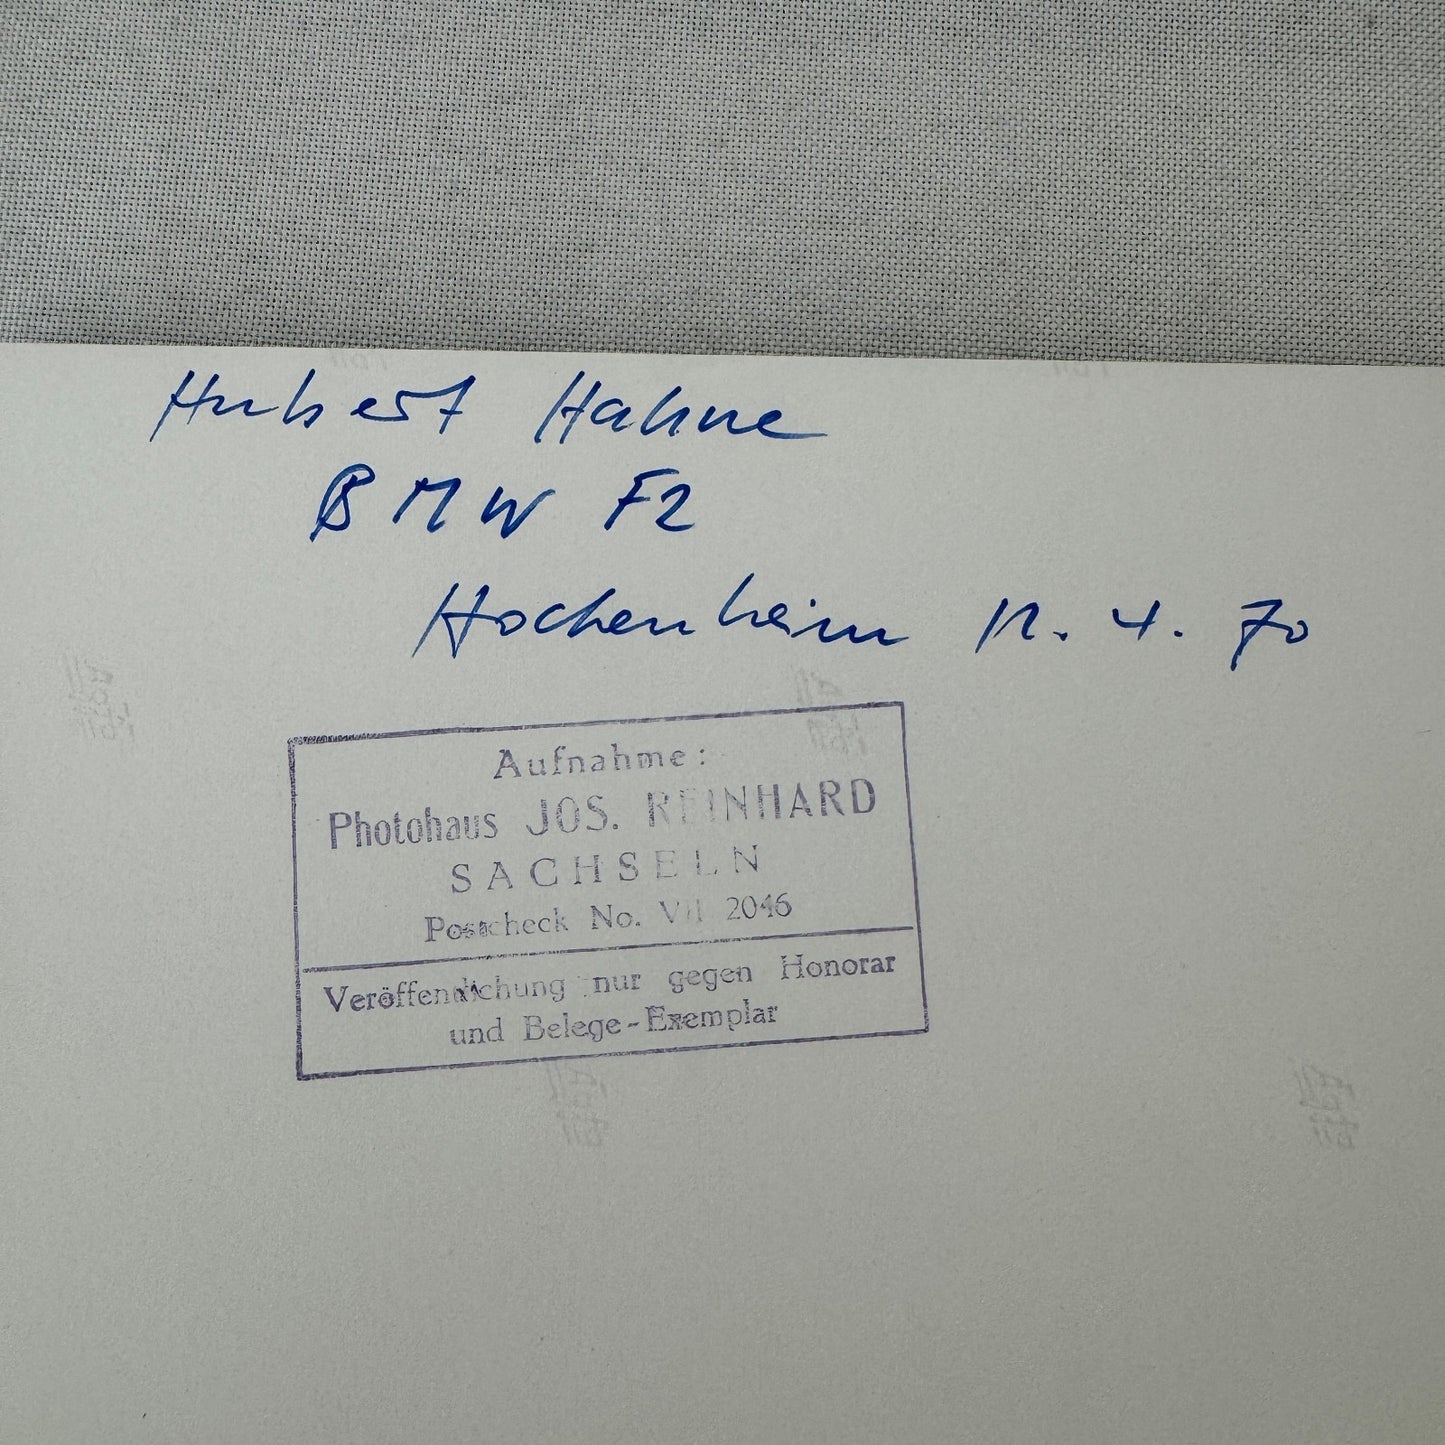 Hubert Hahne
BMW F2
Hockenheim 12. 4. 70
Aufnahme:
Photohaus JOS. REINHARD
SACHSELN
Postcheck No. VII 2046
Veröffentlichung nur gegen Honorar
und Belege-Exemplar